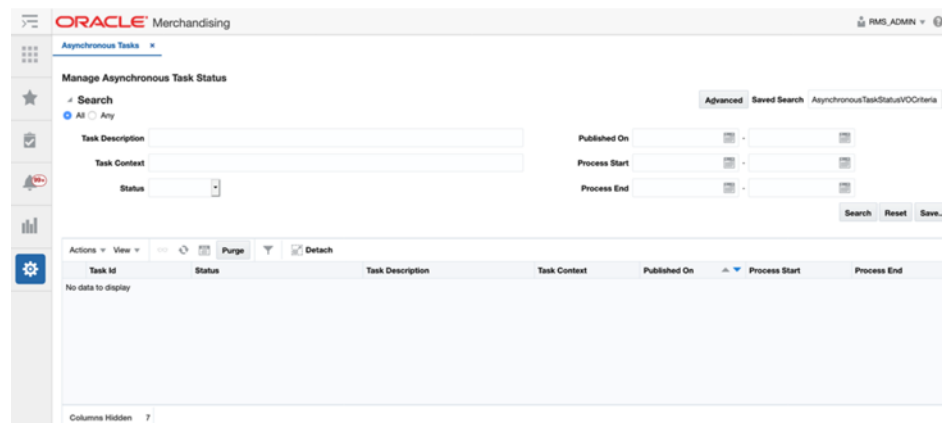 ORACLE Merchandising RMS_ADMIN
Asynchronous Tasks ×
Manage Asynchronous Task Status
Search Advanced Saved Search AsynchronousTaskStatusVOCriteria
All Any
Task Description Published On -
Task Context Process Start -
99+
Status Process End -
Search Reset Save..
Actions View Purge Detach
Task Id Status Task Description Task Context Published On Process Start Process End
No data to display
Columns Hidden 7